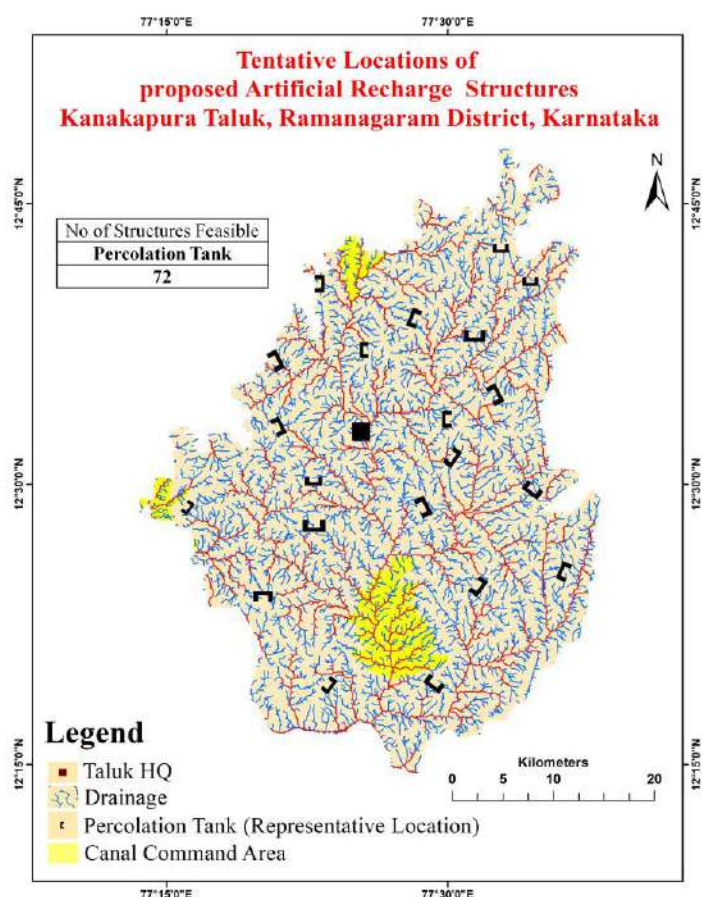 77°15'0"E
77°30'0"E
Tentative Locations of
proposed Artificial Recharge Structures
Kanakapura Taluk, Ramanagaram District, Karnataka
N
12°45'0"N
12°45'0"N
No of Structures Feasible
Percolation Tank
72
12°30'0"N
12°30'0"N
Legend
Taluk HQ
Drainage
Percolation Tank (Representative Location)
Canal Command Area
Kilometers
0 5 10 20
12°15'0"N
12°15'0"N
77°15'0"E
77°30'0"E